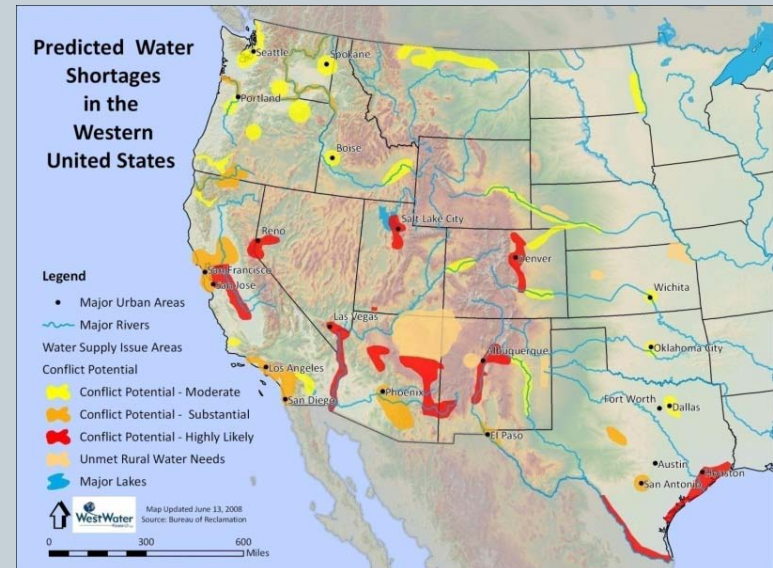 Predicted Water
Shortages
in the
Western
United States
Seattle
Spokane
Portland
Boise
Reno
Salt Lake City
San Francisco
San Jose
Denver
Wichita
Las Vegas
Albuquerque
Oklahoma City
Los Angeles
Phoenix
San Diego
Fort Worth
Dallas
El Paso
Austin
Houston
San Antonio
Legend
Major Urban Areas
Major Rivers
Water Supply Issue Areas
Conflict Potential
Conflict Potential - Moderate
Conflict Potential - Substantial
Conflict Potential - Highly Likely
Unmet Rural Water Needs
Major Lakes
WestWater
Map Updated June 13, 2008
Source: Bureau of Reclamation
0 300 600
Miles